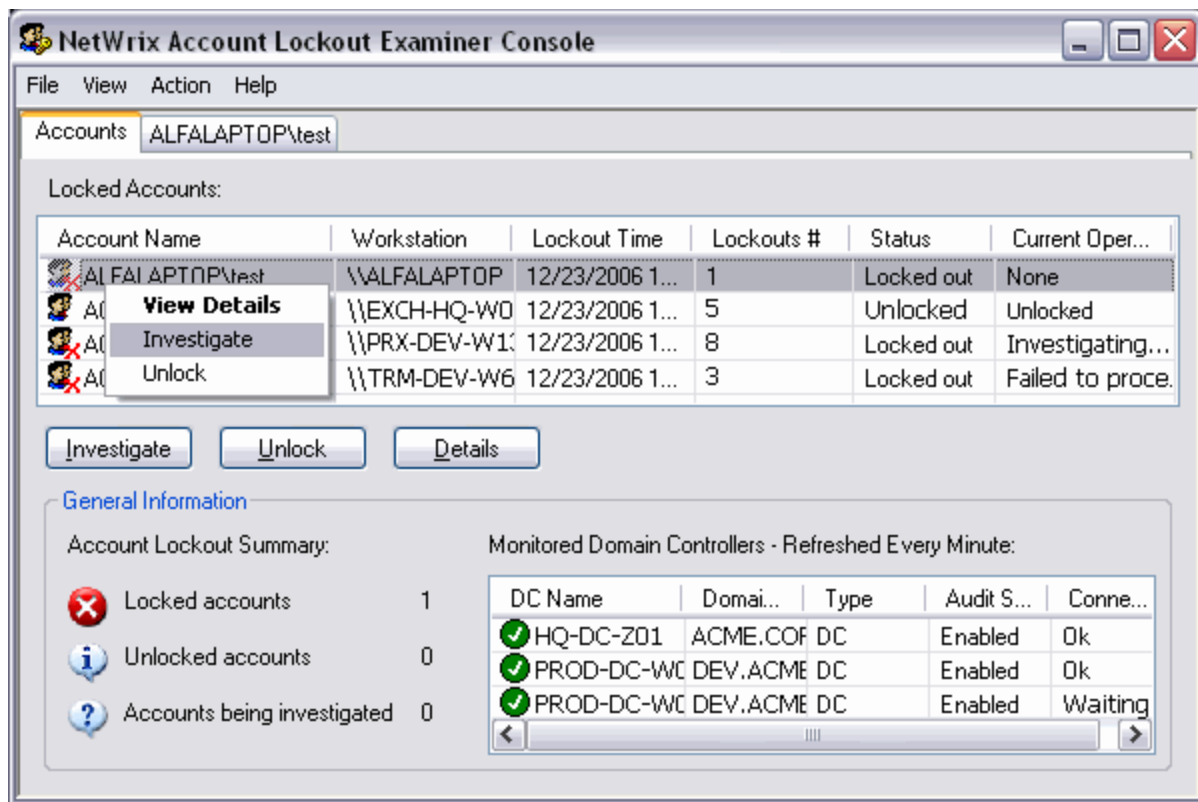 NetWrix Account Lockout Examiner Console
File View Action Help
Accounts ALFALAPTOP\test
Locked Accounts:
Account Name Workstation Lockout Time Lockouts # Status Current Oper...
ALFALAPTOP\test \\ALFALAPTOP 12/23/2006 1... 1 Locked out None
\\EXCH-HQ-W0 12/23/2006 1... 5 Unlocked Unlocked
\\PRX-DEV-W1 12/23/2006 1... 8 Locked out Investigating...
\\TRM-DEV-W6 12/23/2006 1... 3 Locked out Failed to proce.
View Details
Investigate
Unlock
Investigate Unlock Details
General Information
Account Lockout Summary:
Locked accounts 1
Unlocked accounts 0
Accounts being investigated 0
Monitored Domain Controllers - Refreshed Every Minute:
DC Name Domai... Type Audit S... Conne...
HQ-DC-Z01 ACME.COR DC Enabled Ok
PROD-DC-W0 DEV.ACME DC Enabled Ok
PROD-DC-W0 DEV.ACME DC Enabled Waiting